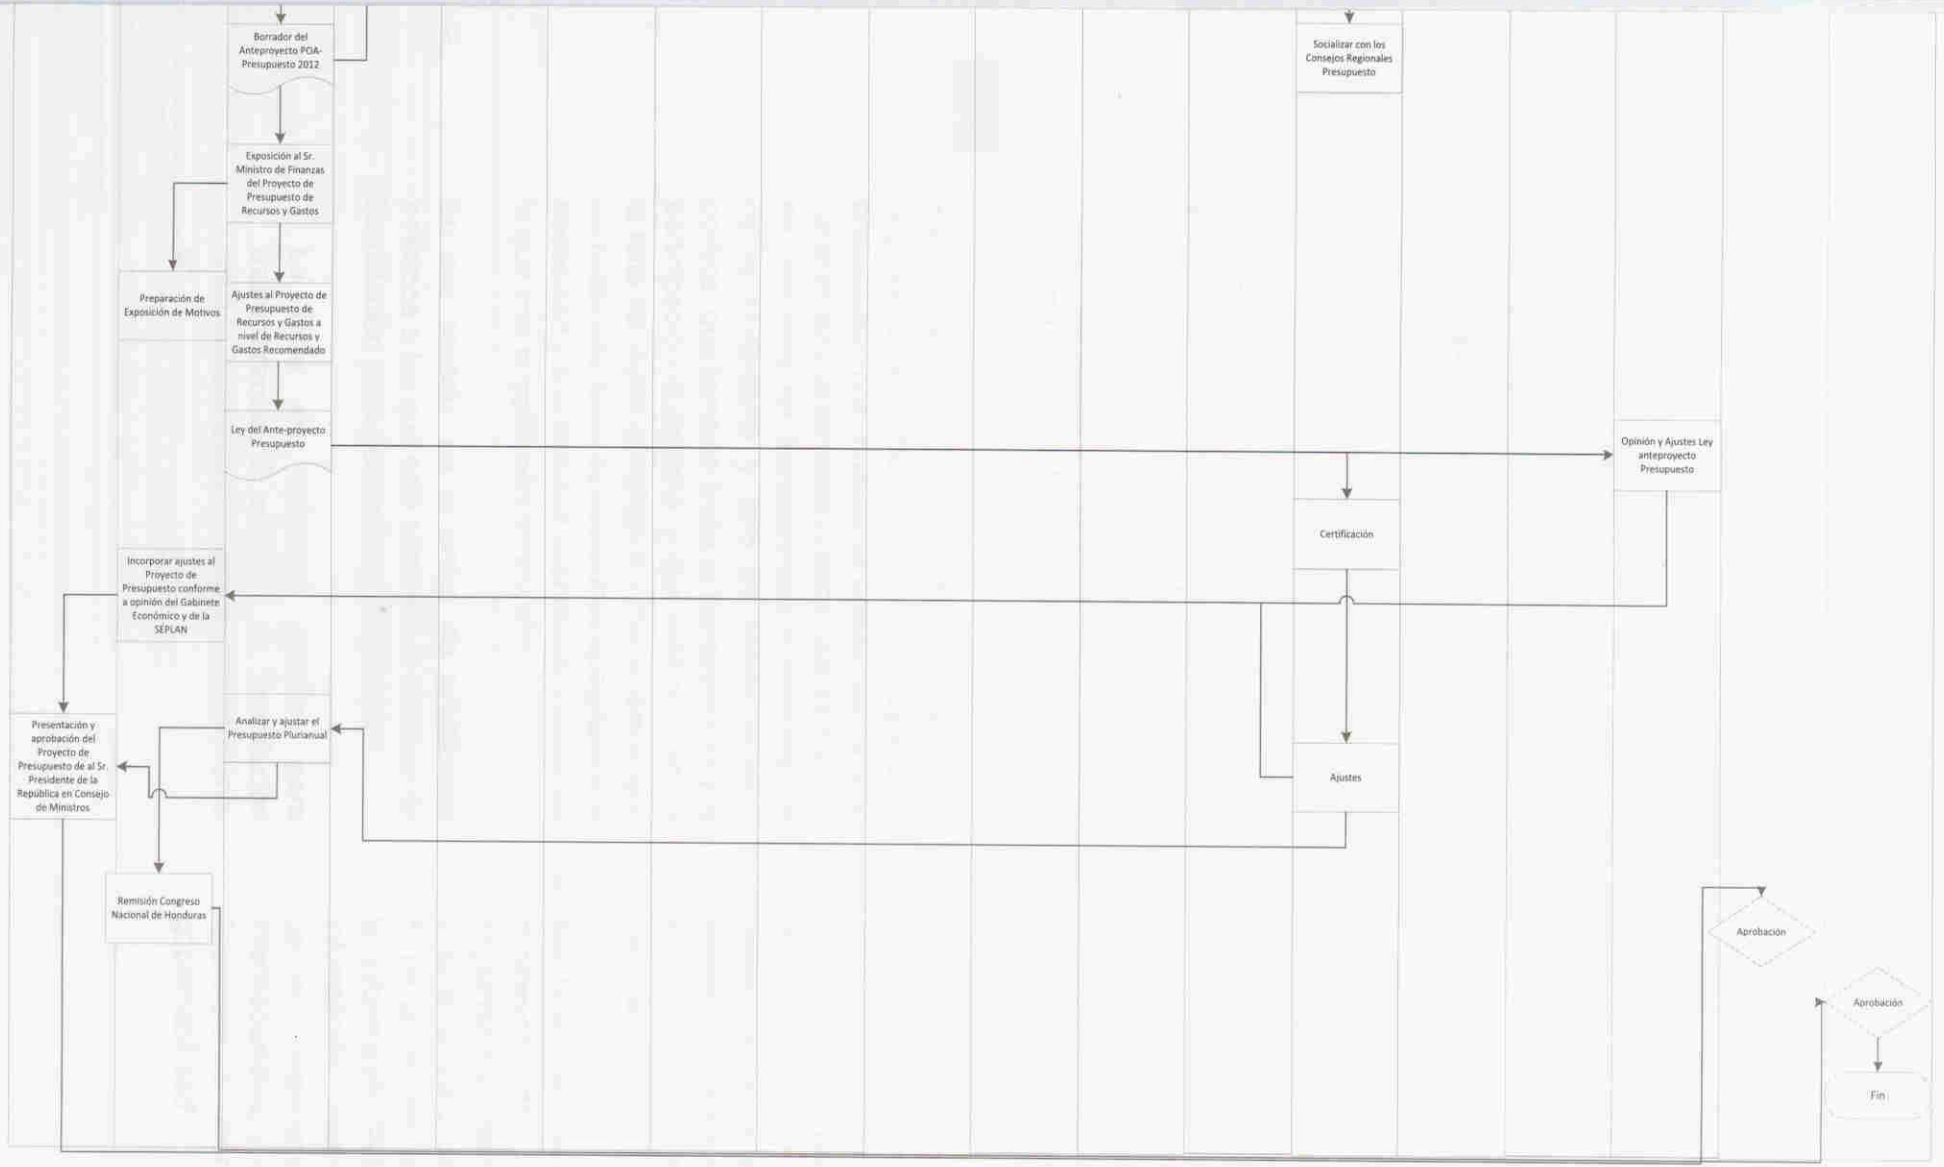 Borrador del
Anteproyecto POA-
Presupuesto 2012
Socializar con los
Consejos Regionales
Presupuesto
Exposición al Sr.
Ministro de Finanzas
del Proyecto de
Presupuesto de
Recursos y Gastos
Preparación de
Exposición de Motivos
Ajustes al Proyecto de
Presupuesto de
Recursos y Gastos a
nivel de Recursos y
Gastos Recomendado
Ley del Ante-proyecto
Presupuesto
Opinión y Ajustes Ley
anteproyecto
Presupuesto
Certificación
Incorporar ajustes al
Proyecto de
Presupuesto conforme
a opinión del Gabinete
Económico y de la
SEPLAN
Presentación y
aprobación del
Proyecto de
Presupuesto de al Sr.
Presidente de la
República en Consejo
de Ministros
Analizar y ajustar el
Presupuesto Plurianual
Ajustes
Remisión Congreso
Nacional de Honduras
Aprobación
Aprobación
Fin